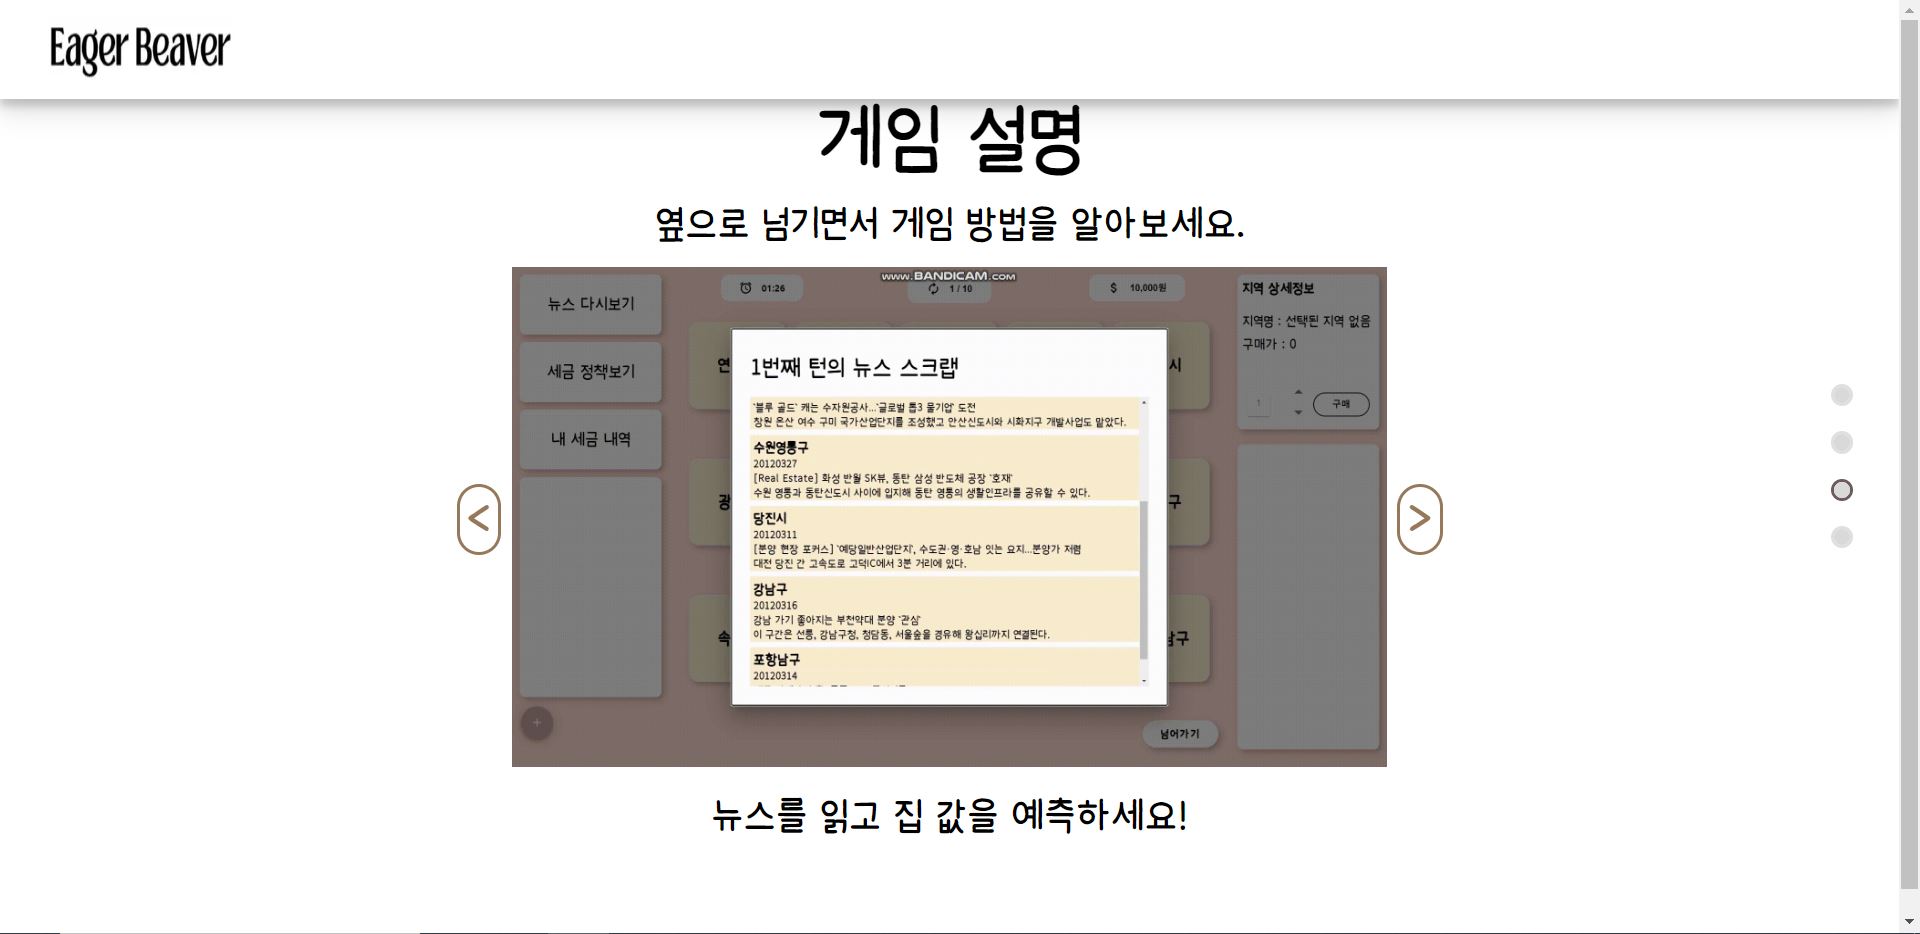 Eager Beaver
게임 설명
옆으로 넘기면서 게임 방법을 알아보세요.
www.BANDICAM.com
뉴스 다시보기
세금 정책보기
내 세금 내역
01:26
1 / 10
$ 10,000원
지역 상세정보
지역명 : 선택된 지역 없음
구매가 : 0
1
구매
연
시
광
구
속
남구
1번째 턴의 뉴스 스크랩
'블루 골드' 캐는 수자원공사...'글로벌 톱3 물기업' 도전
창원 온산 여수 구미 국가산업단지를 조성했고 안산신도시와 시화지구 개발사업도 맡았다.
수원영통구
20120327
[Real Estate] 화성 반월 SK뷰, 동탄 삼성 반도체 공장 '호재'
수원 영통과 동탄신도시 사이에 입지해 동탄 영통의 생활인프라를 공유할 수 있다.
당진시
20120311
[분양 현장 포커스] '예당일반산업단지', 수도권·영·호남 잇는 요지...분양가 저렴
대전 당진 간 고속도로 고덕IC에서 3분 거리에 있다.
강남구
20120316
강남 가기 좋아지는 부천약대 분양 '관심'
이 구간은 선릉, 강남구청, 청담동, 서울숲을 경유해 왕십리까지 연결된다.
포항남구
20120314
+
넘어가기
<
>
뉴스를 읽고 집 값을 예측하세요!